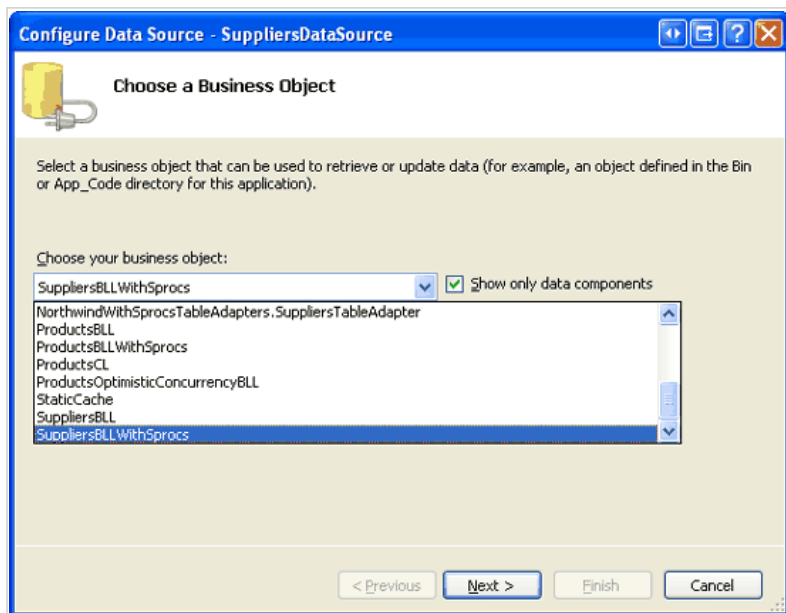 Configure Data Source - SuppliersDataSource
Choose a Business Object
Select a business object that can be used to retrieve or update data (for example, an object defined in the Bin
or App_Code directory for this application).
Choose your business object:
SuppliersBLLWithSprocs
Show only data components
NorthwindWithSprocsTableAdapters.SuppliersTableAdapter
ProductsBLL
ProductsBLLWithSprocs
ProductsCL
ProductsOptimisticConcurrencyBLL
StaticCache
SuppliersBLL
SuppliersBLLWithSprocs
< Previous
Next >
Finish
Cancel